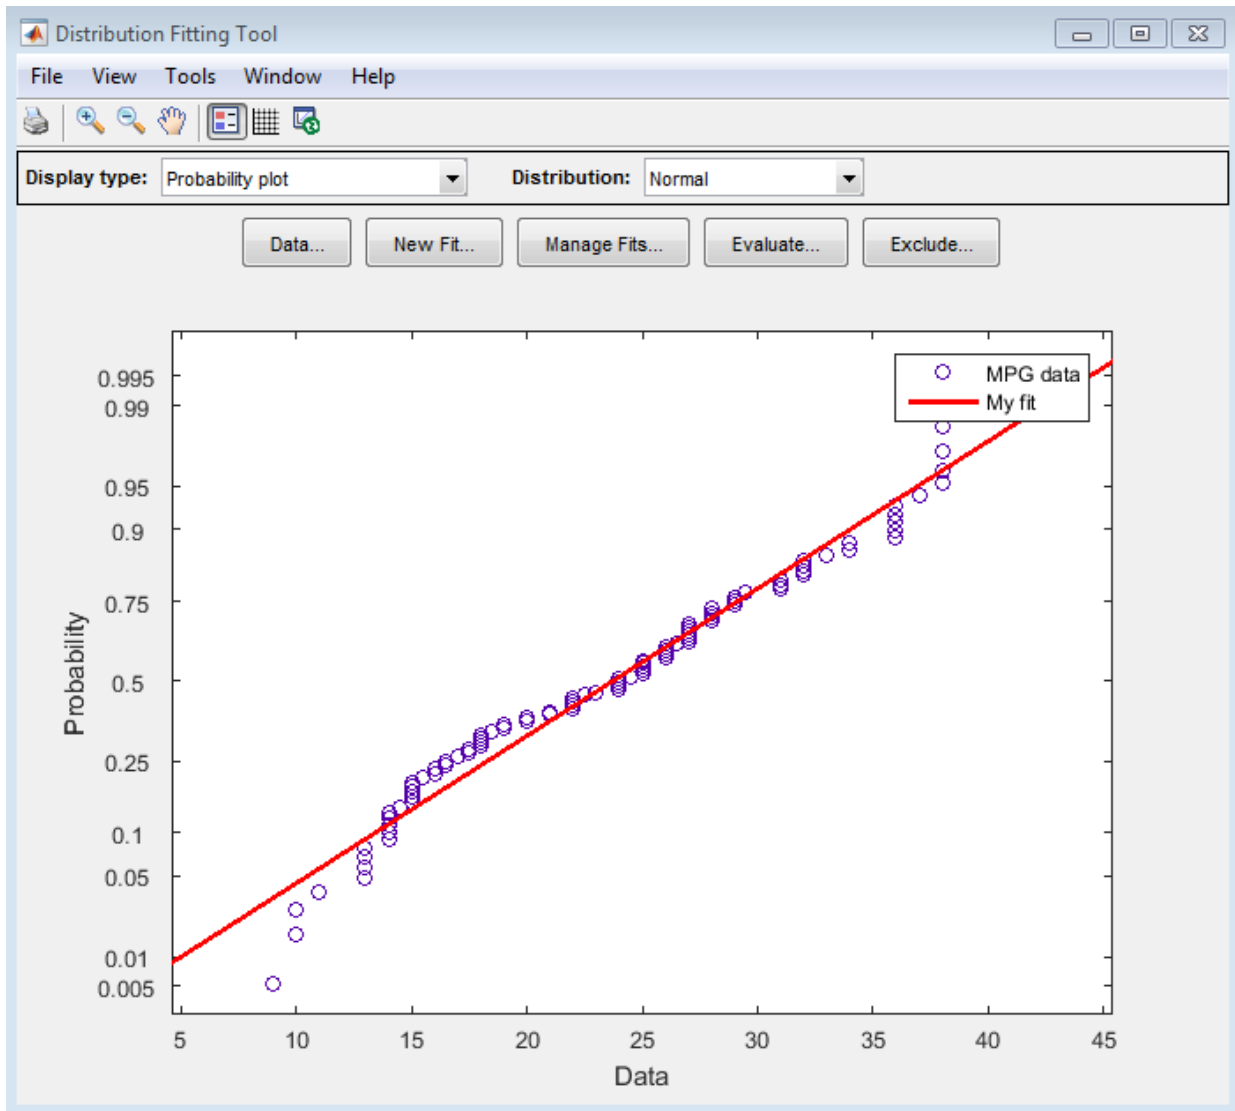 Distribution Fitting Tool
File View Tools Window Help
Display type: Probability plot Distribution: Normal
Data... New Fit... Manage Fits... Evaluate... Exclude...
MPG data
My fit
0.995
0.99
0.95
0.9
0.75
0.5
0.25
0.1
0.05
0.01
0.005
Probability
5 10 15 20 25 30 35 40 45
Data